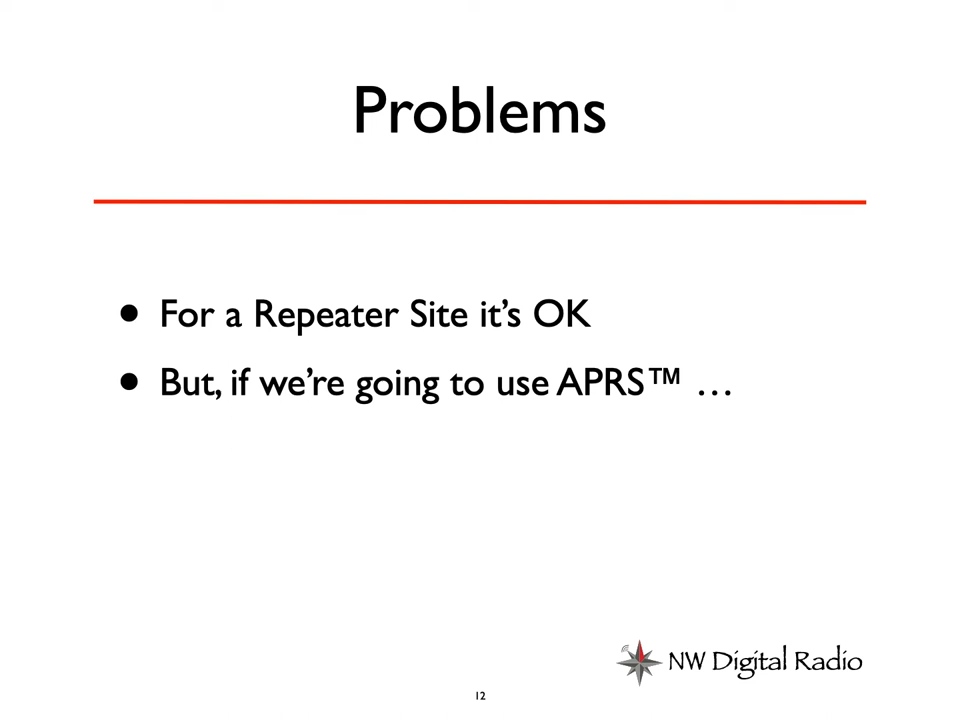 Problems
• For a Repeater Site it’s OK
• But, if we’re going to use APRS™ …
NW Digital Radio
12